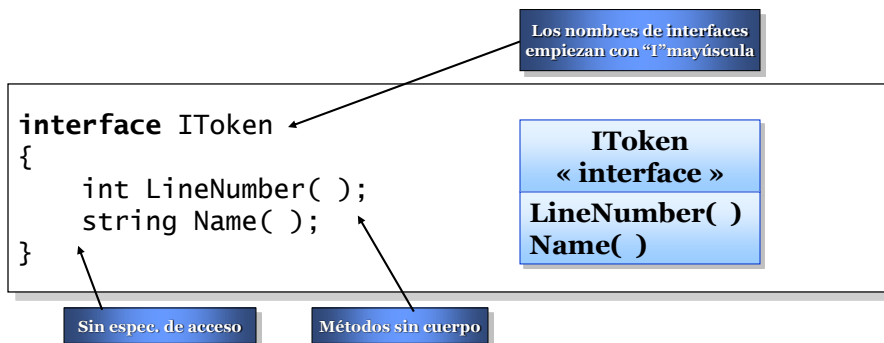 Los nombres de interfaces
empiezan con “I”mayúscula
interface IToken
{
int LineNumber( );
string Name( );
}
IToken
« interface »
LineNumber( )
Name( )
Sin espec. de acceso
Métodos sin cuerpo